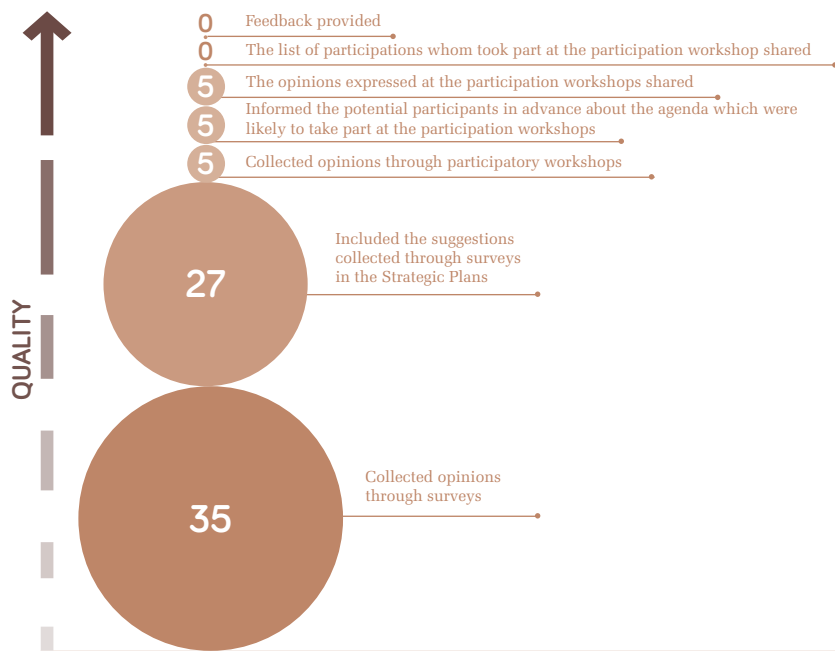 0 Feedback provided
0 The list of participations whom took part at the participation workshop shared
5 The opinions expressed at the participation workshops shared
5 Informed the potential participants in advance about the agenda which were
likely to take part at the participation workshops
5 Collected opinions through participatory workshops
Included the suggestions
collected through surveys
in the Strategic Plans
27
QUALITY
Collected opinions
through surveys
35